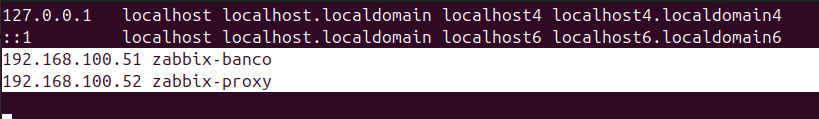 127.0.0.1   localhost localhost.localdomain localhost4 localhost4.localdomain4
::1         localhost localhost.localdomain localhost6 localhost6.localdomain6
192.168.100.51 zabbix-banco
192.168.100.52 zabbix-proxy